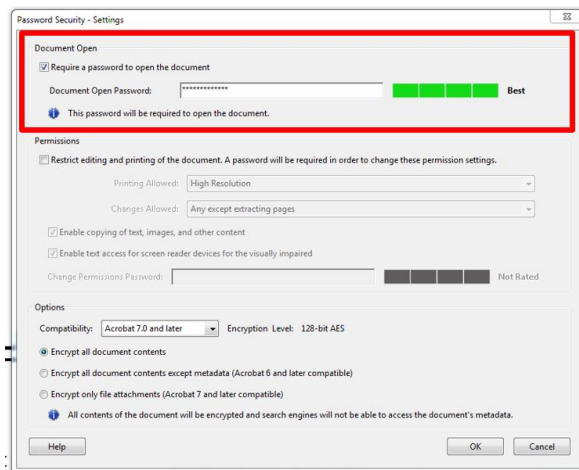 Password Security - Settings
Document Open
Require a password to open the document
Document Open Password: ************* Best
This password will be required to open the document.
Permissions
Restrict editing and printing of the document. A password will be required in order to change these permission settings.
Printing Allowed: High Resolution
Changes Allowed: Any except extracting pages
Enable copying of text, images, and other content
Enable text access for screen reader devices for the visually impaired
Change Permissions Password: Not Rated
Options
Compatibility: Acrobat 7.0 and later Encryption Level: 128-bit AES
Encrypt all document contents
Encrypt all document contents except metadata (Acrobat 6 and later compatible)
Encrypt only file attachments (Acrobat 7 and later compatible)
All contents of the document will be encrypted and search engines will not be able to access the document's metadata.
Help OK Cancel